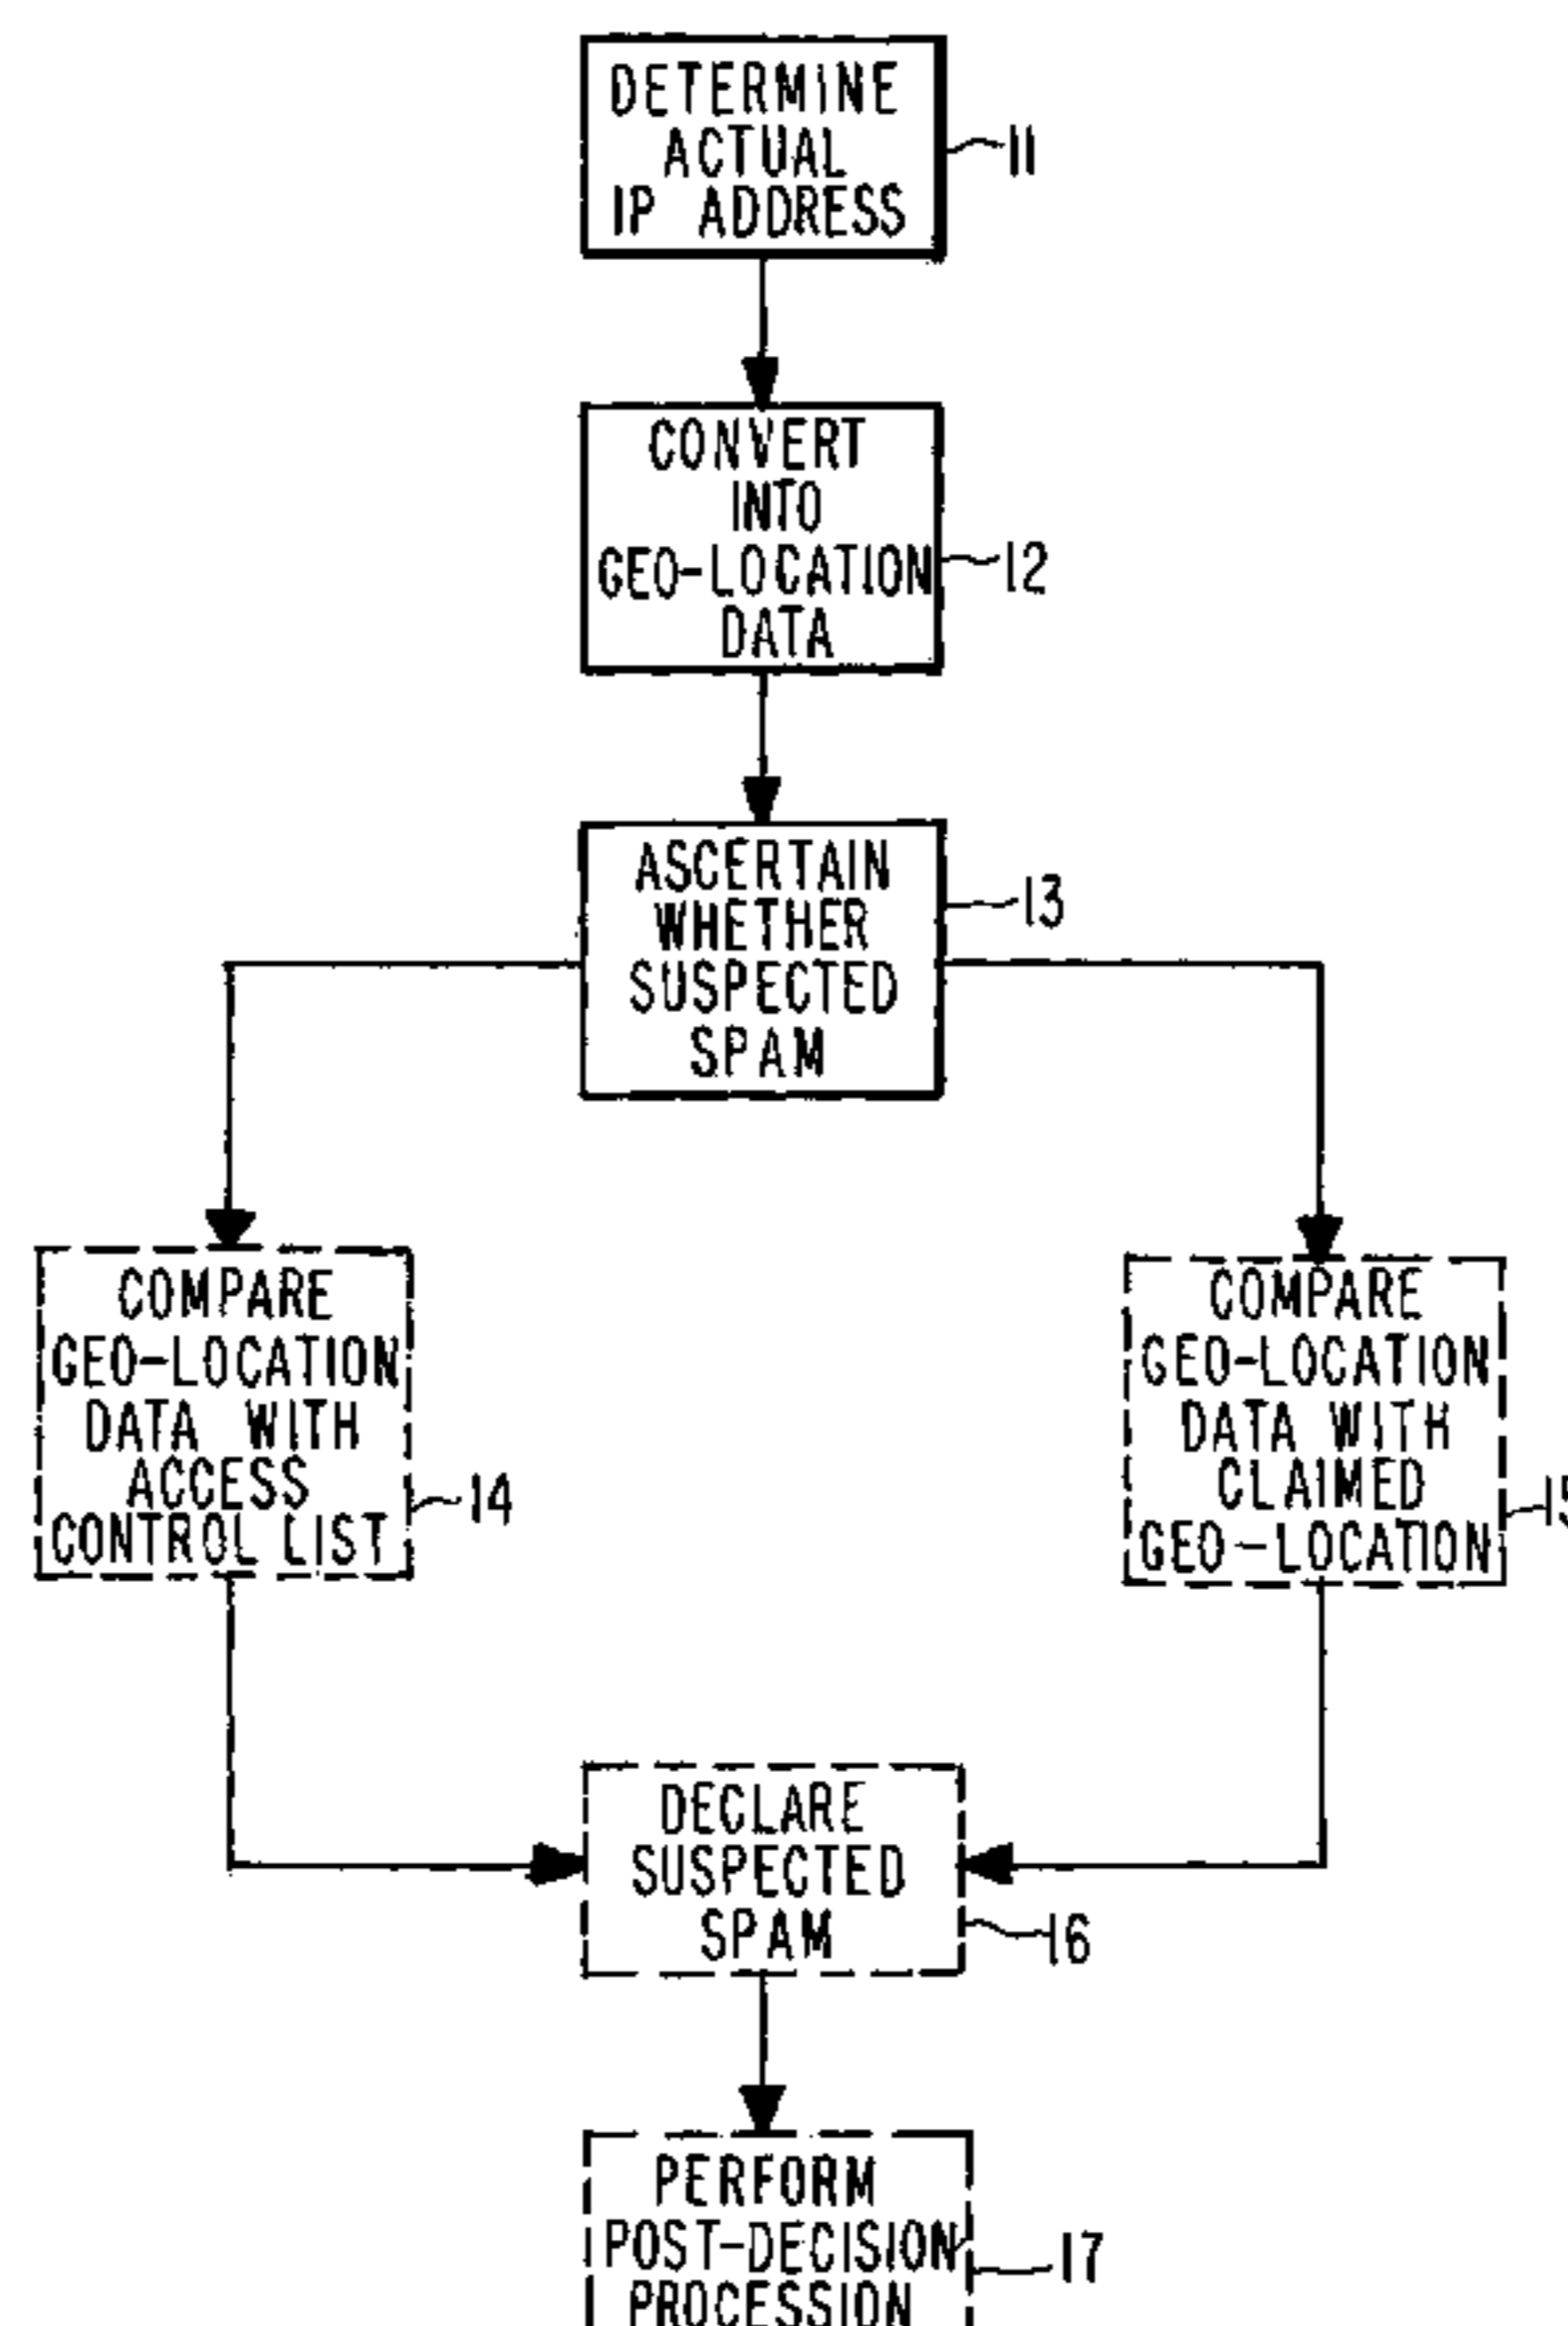 DETERMINE
ACTUAL
IP ADDRESS
11
CONVERT
INTO
GEO-LOCATION
DATA
12
ASCERTAIN
WHETHER
SUSPECTED
SPAM
13
COMPARE
GEO-LOCATION
DATA WITH
ACCESS
CONTROL LIST
14
COMPARE
GEO-LOCATION
DATA WITH
CLAIMED
GEO-LOCATION
15
DECLARE
SUSPECTED
SPAM
16
PERFORM
POST-DECISION
PROCESSION
17